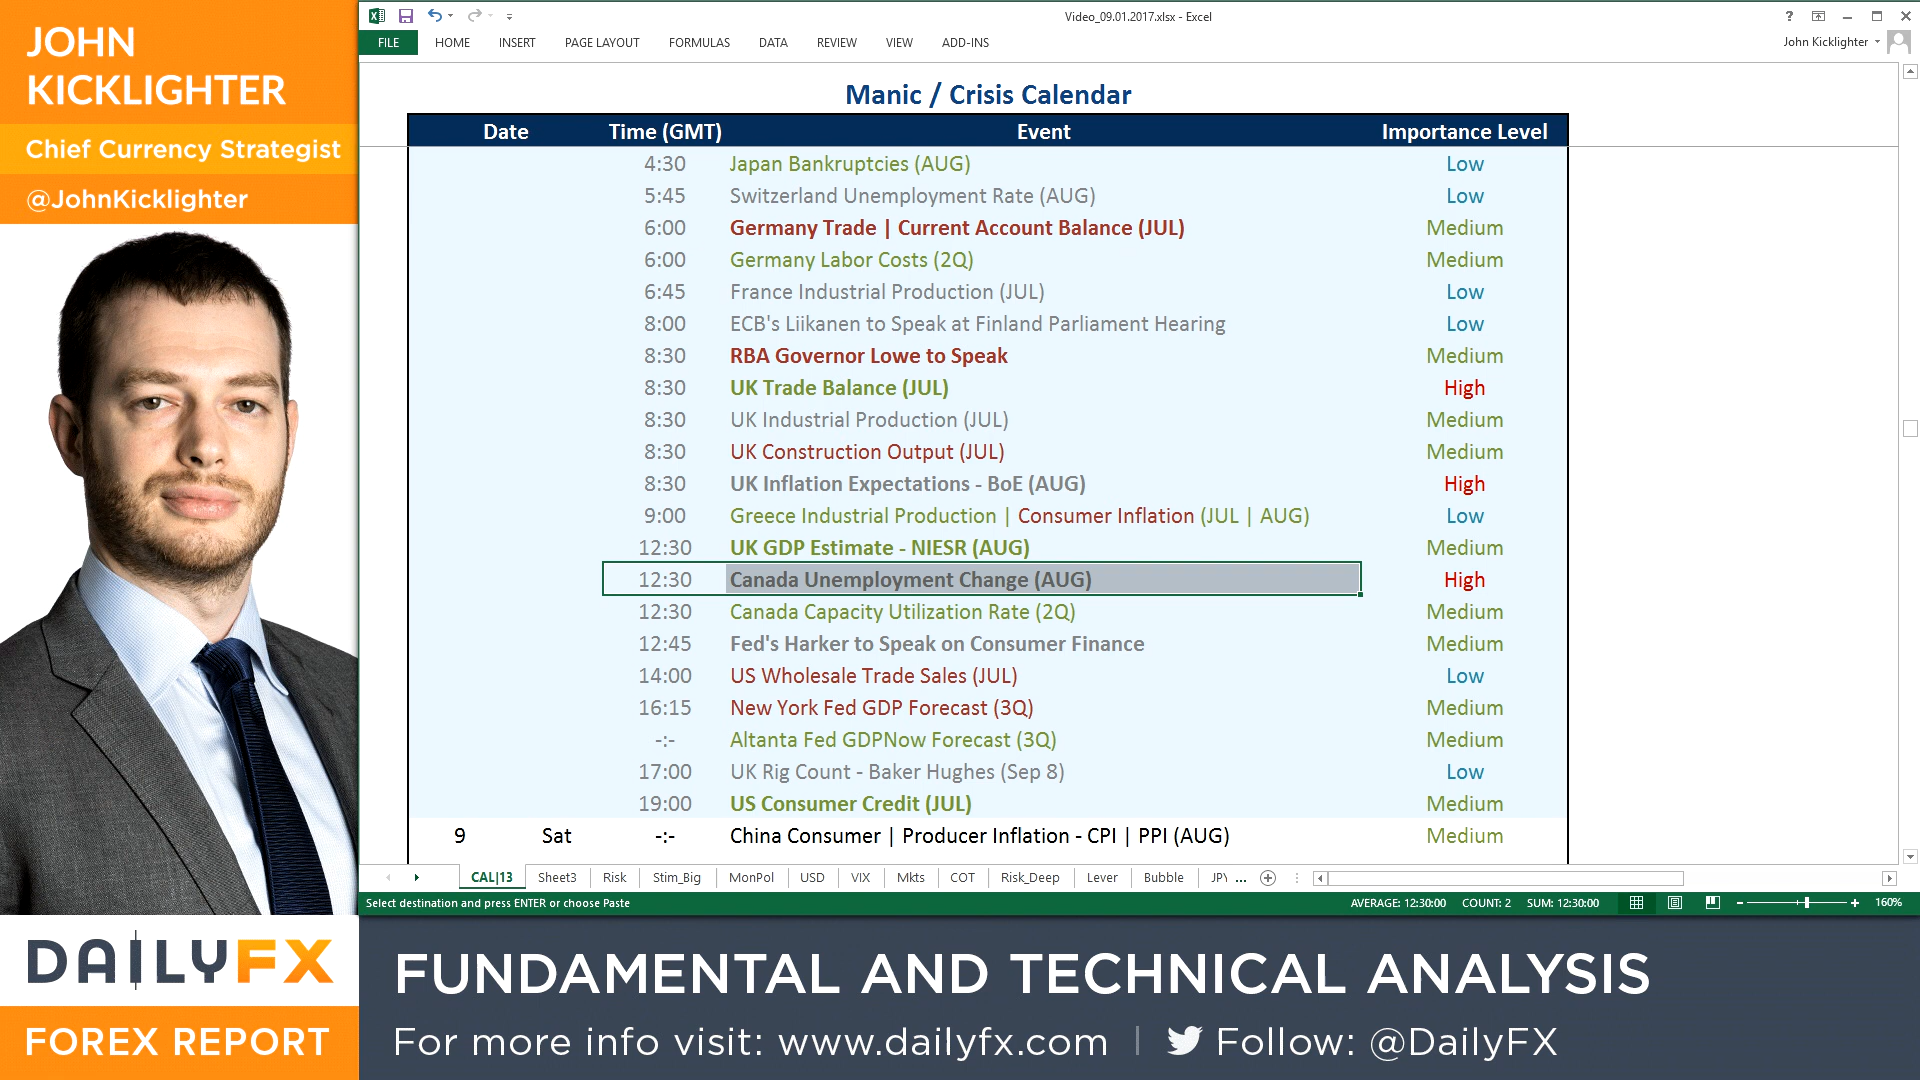 JOHN
KICKLIGHTER
Chief Currency Strategist
@JohnKicklighter
Video_09.01.2017.xlsx - Excel
?
FILE HOME INSERT PAGE LAYOUT FORMULAS DATA REVIEW VIEW ADD-INS
John Kicklighter
Manic / Crisis Calendar
Date Time (GMT) Event Importance Level
4:30 Japan Bankruptcies (AUG) Low
5:45 Switzerland Unemployment Rate (AUG) Low
6:00 Germany Trade | Current Account Balance (JUL) Medium
6:00 Germany Labor Costs (2Q) Medium
6:45 France Industrial Production (JUL) Low
8:00 ECB's Liikanen to Speak at Finland Parliament Hearing Low
8:30 RBA Governor Lowe to Speak Medium
8:30 UK Trade Balance (JUL) High
8:30 UK Industrial Production (JUL) Medium
8:30 UK Construction Output (JUL) Medium
8:30 UK Inflation Expectations - BoE (AUG) High
9:00 Greece Industrial Production | Consumer Inflation (JUL | AUG) Low
12:30 UK GDP Estimate - NIESR (AUG) Medium
12:30 Canada Unemployment Change (AUG) High
12:30 Canada Capacity Utilization Rate (2Q) Medium
12:45 Fed's Harker to Speak on Consumer Finance Medium
14:00 US Wholesale Trade Sales (JUL) Low
16:15 New York Fed GDP Forecast (3Q) Medium
-:- Altanta Fed GDPNow Forecast (3Q) Medium
17:00 UK Rig Count - Baker Hughes (Sep 8) Low
19:00 US Consumer Credit (JUL) Medium
9 Sat -:- China Consumer | Producer Inflation - CPI | PPI (AUG) Medium
CAL|13 Sheet3 Risk Stim_Big MonPol USD VIX Mkts COT Risk_Deep Lever Bubble JPY ...
Select destination and press ENTER or choose Paste AVERAGE: 12:30:00 COUNT: 2 SUM: 12:30:00 160%
DAILYFX
FOREX REPORT
FUNDAMENTAL AND TECHNICAL ANALYSIS
For more info visit: www.dailyfx.com | Follow: @DailyFX